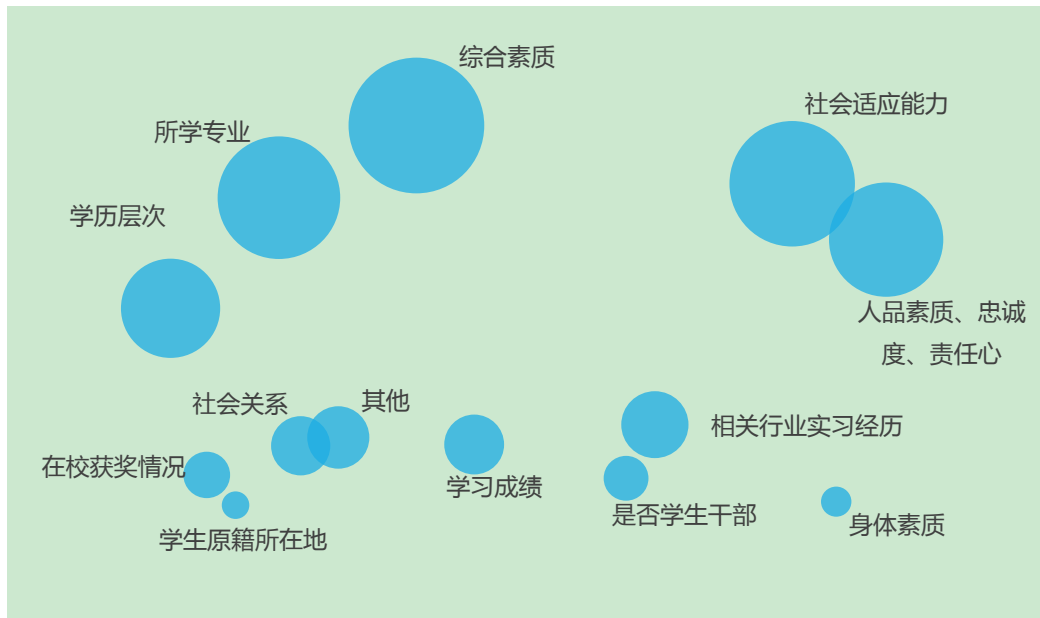 综合素质
社会适应能力
所学专业
学历层次
人品素质、忠诚
度、责任心
社会关系
其他
相关行业实习经历
在校获奖情况
学习成绩
是否学生干部
身体素质
学生原籍所在地